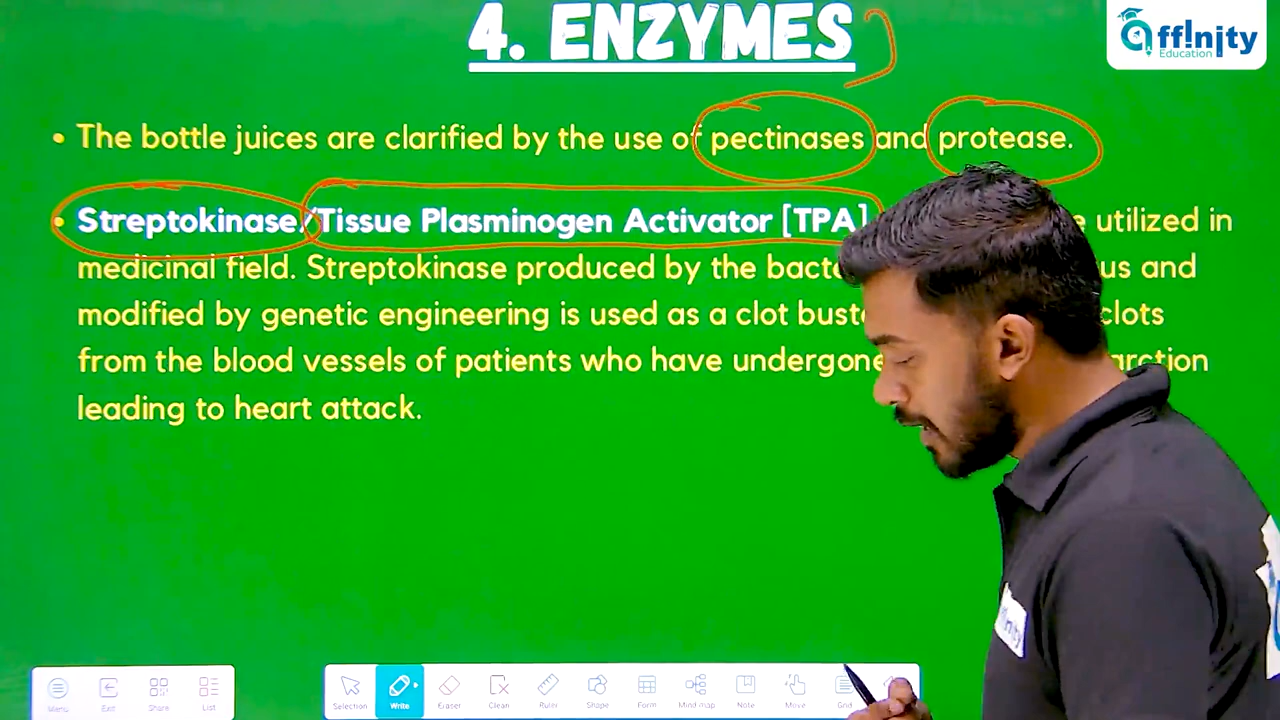 4. ENZYMES
aff!n!ty
Education
• The bottle juices are clarified by the use of pectinases and protease.
• Streptokinase/Tissue Plasminogen Activator [TPA] utilized in
medicinal field. Streptokinase produced by the us and
modified by genetic engineering is used as a clot clots
from the blood vessels of patients who have undergone
leading to heart attack.
Menu
Exit
Share
List
Selection
Write
Eraser
Clean
Ruler
Shape
Form
Mind map
Note
Move
Grid